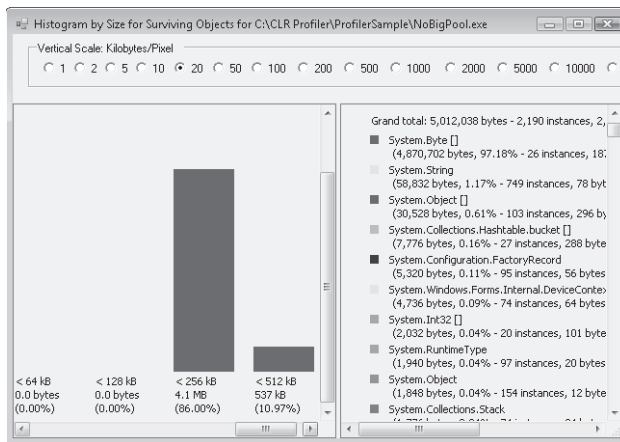 Histogram by Size for Surviving Objects for C:\CLR Profiler\ProfilerSample\NoBigPool.exe
Vertical Scale: Kilobytes/Pixel
1 2 5 10 20 50 100 200 500 1000 2000 5000 10000
< 64 kB
0.0 bytes
(0.00%)
< 128 kB
0.0 bytes
(0.00%)
< 256 kB
4.1 MB
(86.00%)
< 512 kB
537 kB
(10.97%)
Grand total: 5,012,038 bytes - 2,190 instances, 2,
System.Byte []
(4,870,702 bytes, 97.18% - 26 instances, 187
System.String
(58,832 bytes, 1.17% - 749 instances, 78 byt
System.Object []
(30,528 bytes, 0.61% - 103 instances, 296 by
System.Collections.Hashtable.bucket []
(7,776 bytes, 0.16% - 27 instances, 288 byte
System.Configuration.FactoryRecord
(5,320 bytes, 0.11% - 95 instances, 56 bytes
System.Windows.Forms.Internal.DeviceContex
(4,736 bytes, 0.09% - 74 instances, 64 bytes
System.Int32 []
(2,032 bytes, 0.04% - 20 instances, 101 byte
System.RuntimeType
(1,940 bytes, 0.04% - 97 instances, 20 bytes
System.Object
(1,848 bytes, 0.04% - 154 instances, 12 byte
System.Collections.Stack